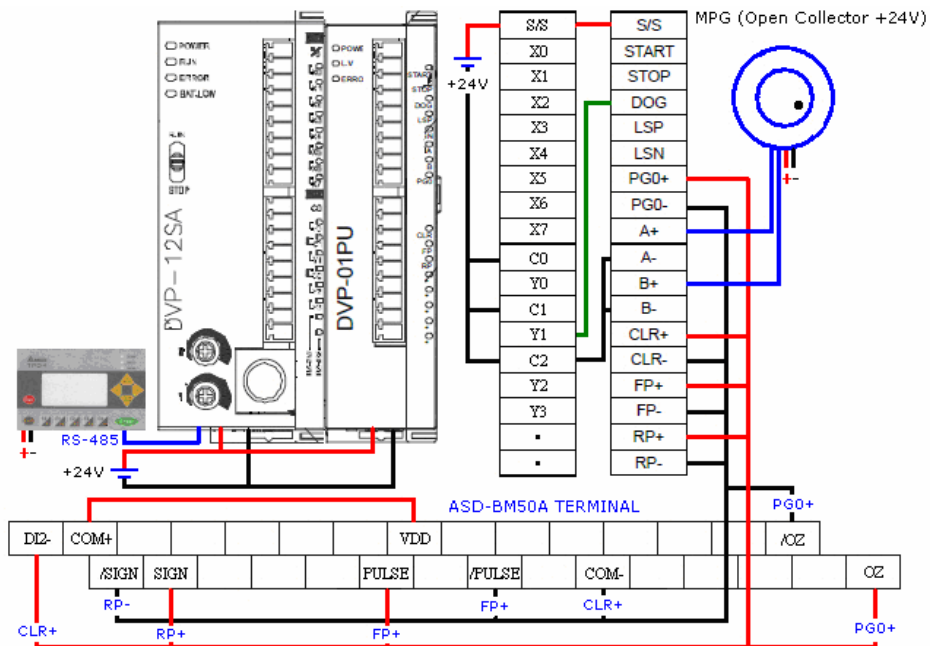 MPG (Open Collector +24V)
POWER
RUN
ERROR
BAT.LOW
RUN
STOP
DVP-12SA
POWE
L.V
ERRO
START
STOP
DOG
DVP-01PU
+24V
S/S S/S
X0 START
X1 STOP
X2 DOG
X3 LSP
X4 LSN
X5 PG0+
X6 PG0-
X7 A+
C0 A-
Y0 B+
C1 B-
Y1 CLR+
C2 CLR-
Y2 FP+
Y3 FP-
. RP+
. RP-
+-
+-
RS-485
+24V
ASD-BM50A TERMINAL
PG0+
DI2- COM+ VDD /OZ
/SIGN SIGN PULSE /PULSE COM- OZ
RP- FP+ CLR+
CLR+ RP+ FP+ PG0+